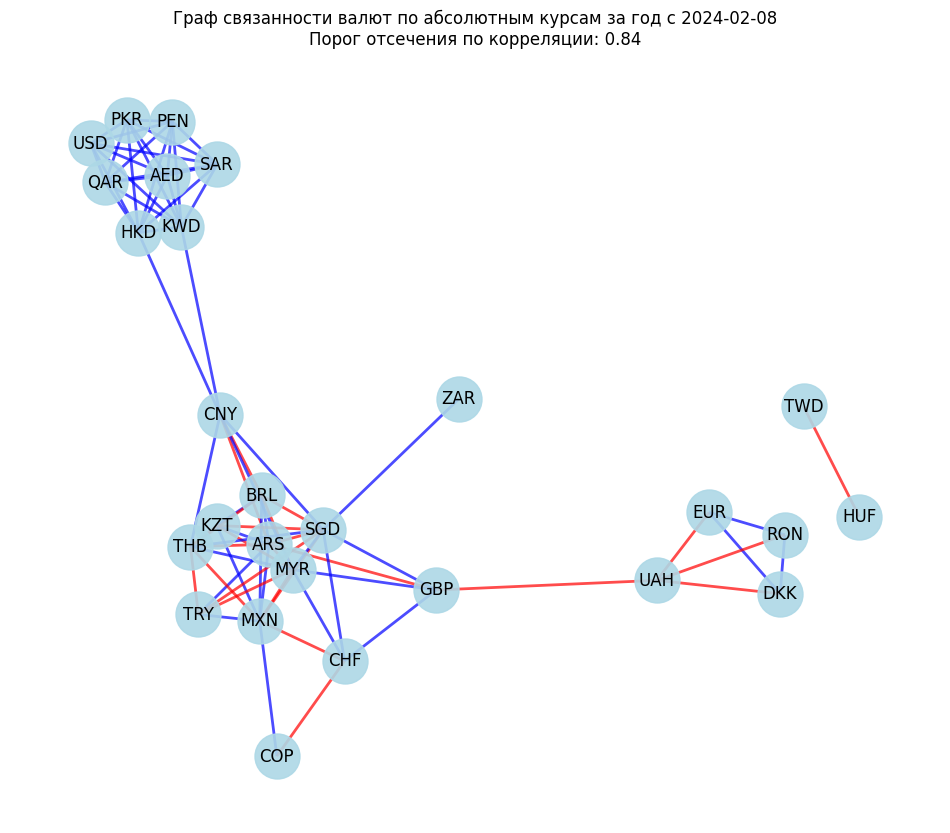 Граф связанности валют по абсолютным курсам за год с 2024-02-08
Порог отсечения по корреляции: 0.84
PKR
PEN
USD
SAR
AED
QAR
KWD
HKD
ZAR
TWD
CNY
BRL
EUR
HUF
KZT
SGD
RON
ARS
THB
MYR
UAH
GBP
DKK
TRY
MXN
CHF
COP